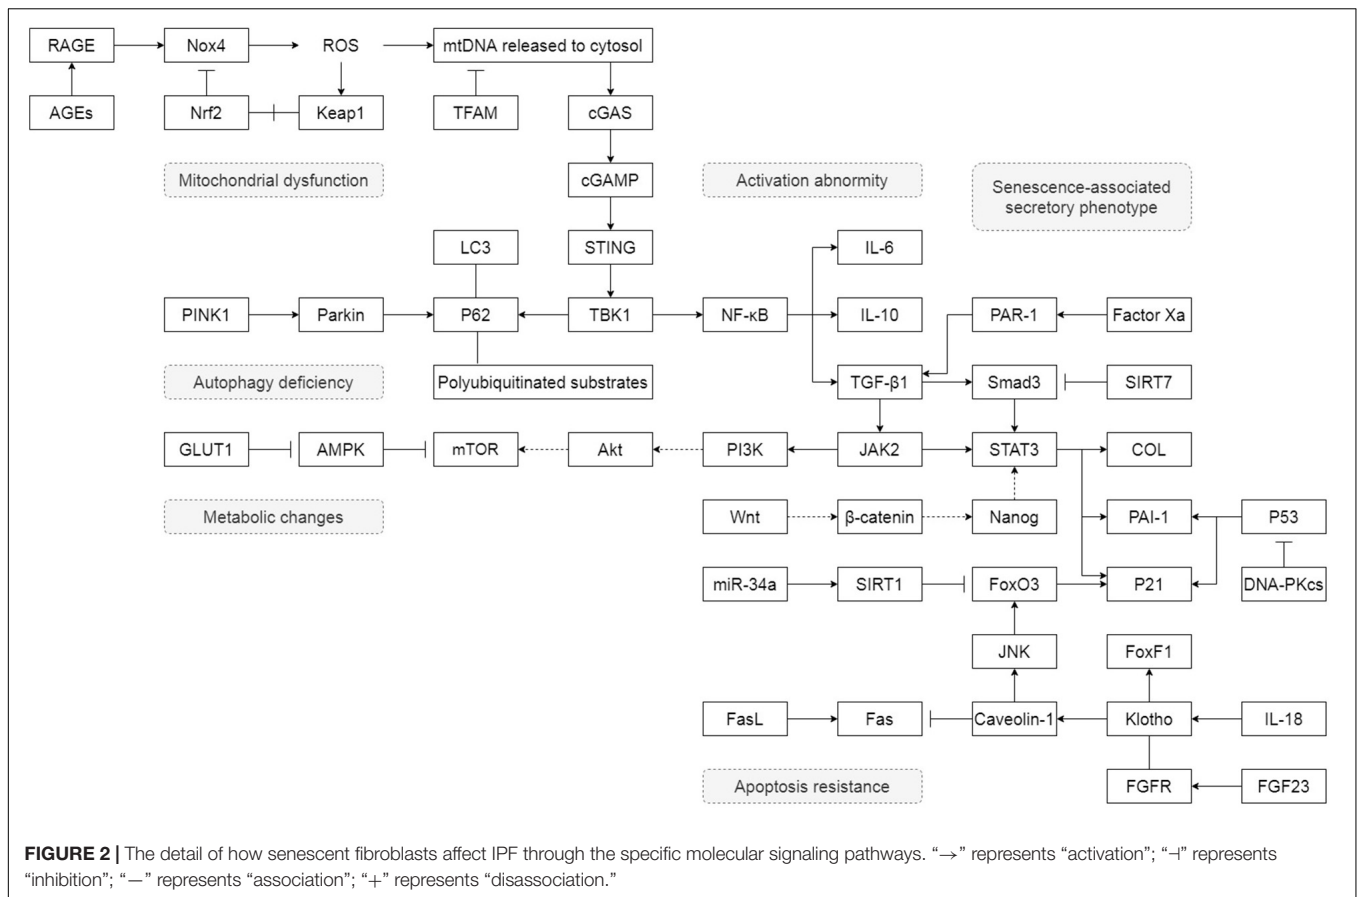 RAGE
Nox4
ROS
mtDNA released to cytosol
AGEs
Nrf2
Keap1
TFAM
cGAS
Mitochondrial dysfunction
cGAMP
Activation abnormity
Senescence-associated
secretory phenotype
LC3
STING
IL-6
PINK1
Parkin
P62
TBK1
NF-κB
IL-10
PAR-1
Factor Xa
Autophagy deficiency
Polyubiquitinated substrates
TGF-β1
Smad3
SIRT7
GLUT1
AMPK
mTOR
Akt
PI3K
JAK2
STAT3
COL
Metabolic changes
Wnt
β-catenin
Nanog
PAI-1
P53
miR-34a
SIRT1
FoxO3
P21
DNA-PKcs
JNK
FoxF1
FasL
Fas
Caveolin-1
Klotho
IL-18
Apoptosis resistance
FGFR
FGF23
FIGURE 2 | The detail of how senescent fibroblasts affect IPF through the specific molecular signaling pathways. “→” represents “activation”; “⊣” represents
“inhibition”; “—” represents “association”; “+” represents “disassociation.”